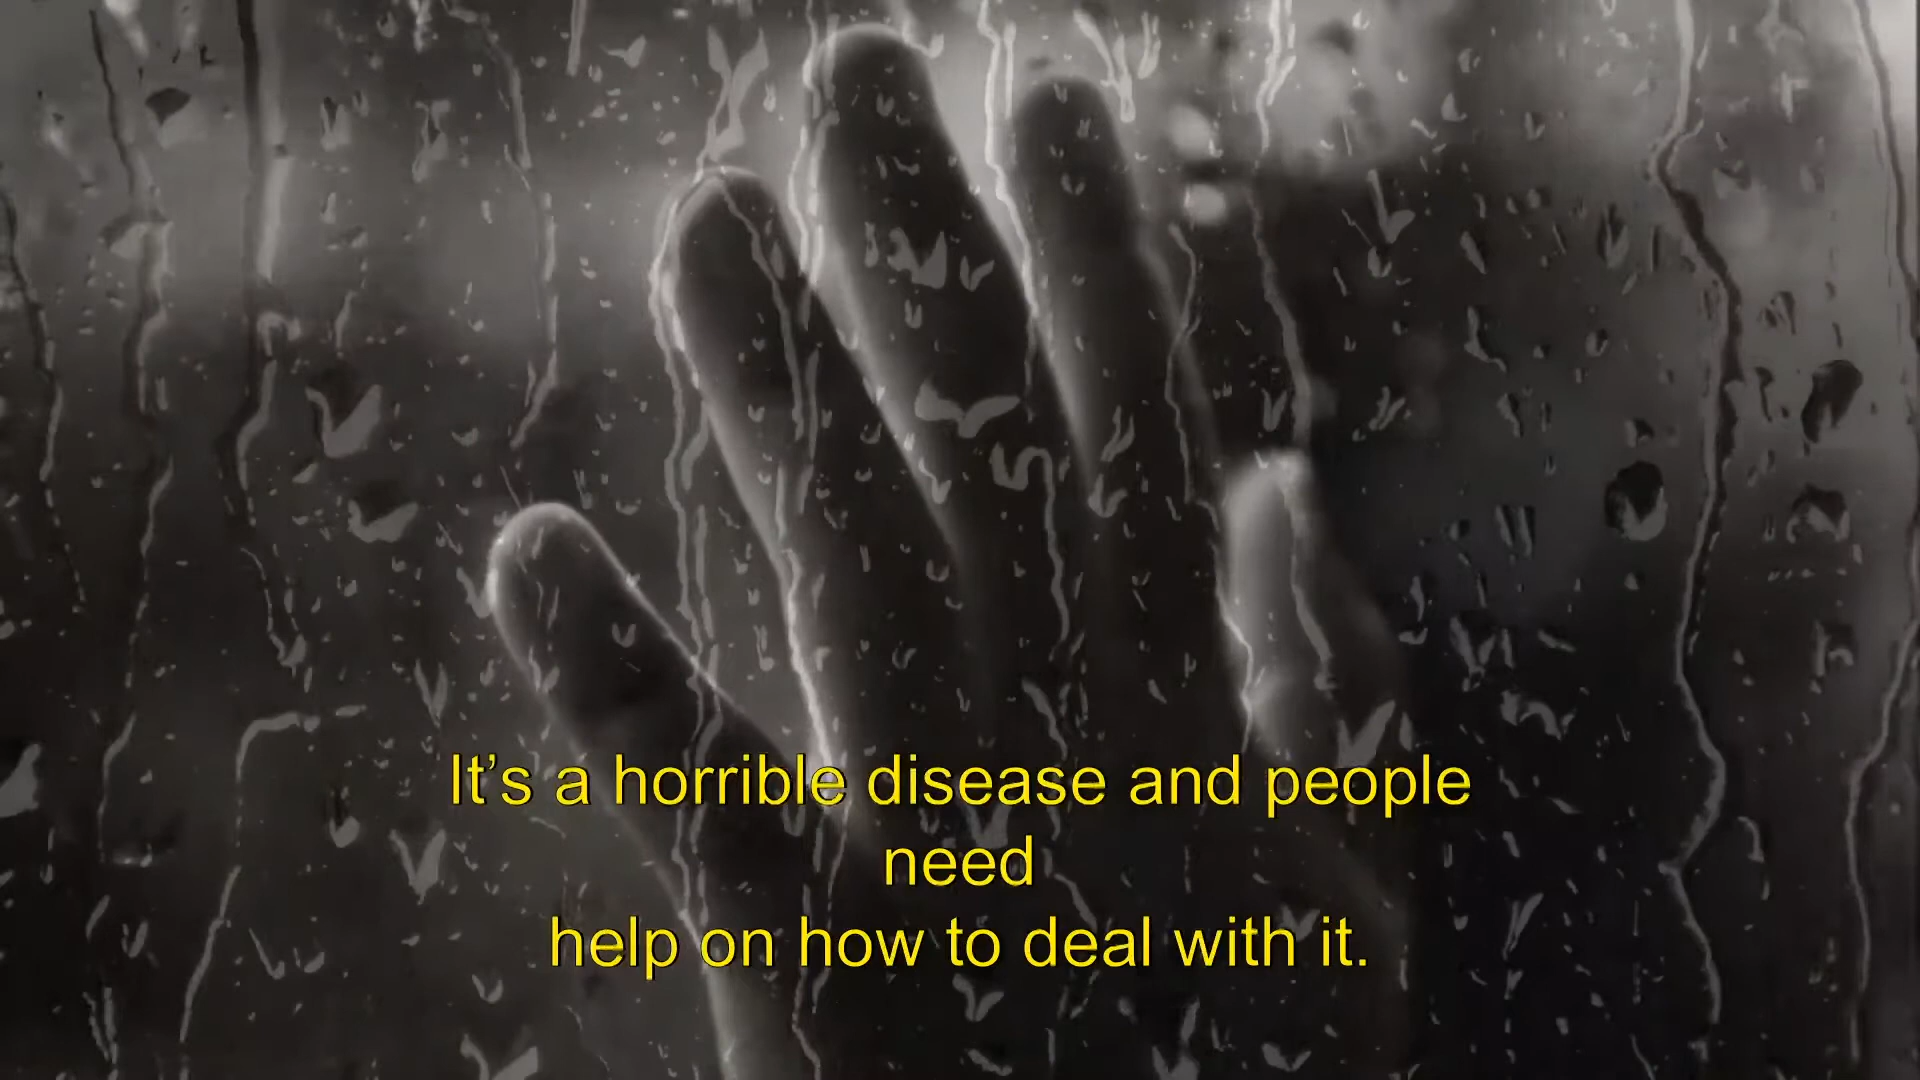 It’s a horrible disease and people
need
help on how to deal with it.